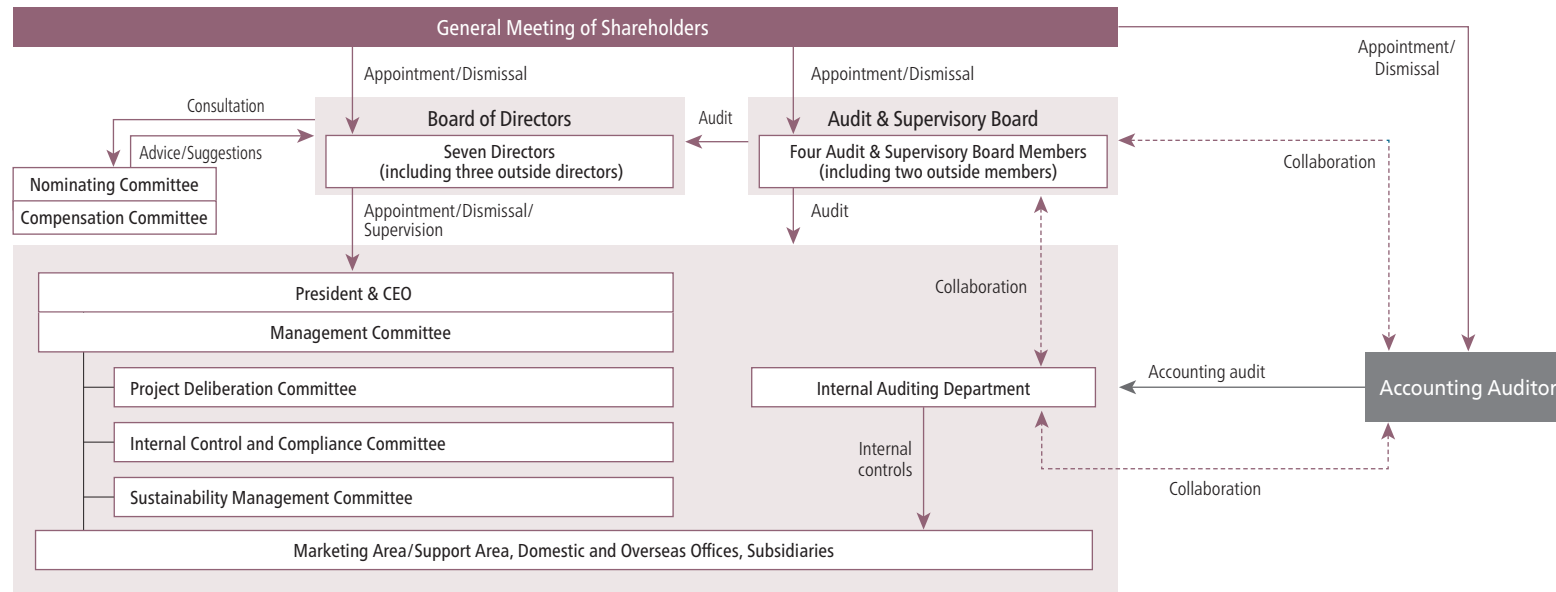 General Meeting of Shareholders
Appointment/Dismissal
Appointment/Dismissal
Appointment/
Dismissal
Consultation
Advice/Suggestions
Board of Directors
Seven Directors
(including three outside directors)
Audit
Audit & Supervisory Board
Four Audit & Supervisory Board Members
(including two outside members)
Collaboration
Nominating Committee
Compensation Committee
Appointment/Dismissal/
Supervision
Audit
President & CEO
Management Committee
Collaboration
Project Deliberation Committee
Internal Control and Compliance Committee
Sustainability Management Committee
Internal Auditing Department
Accounting audit
Accounting Auditor
Internal
controls
Collaboration
Marketing Area/Support Area, Domestic and Overseas Offices, Subsidiaries